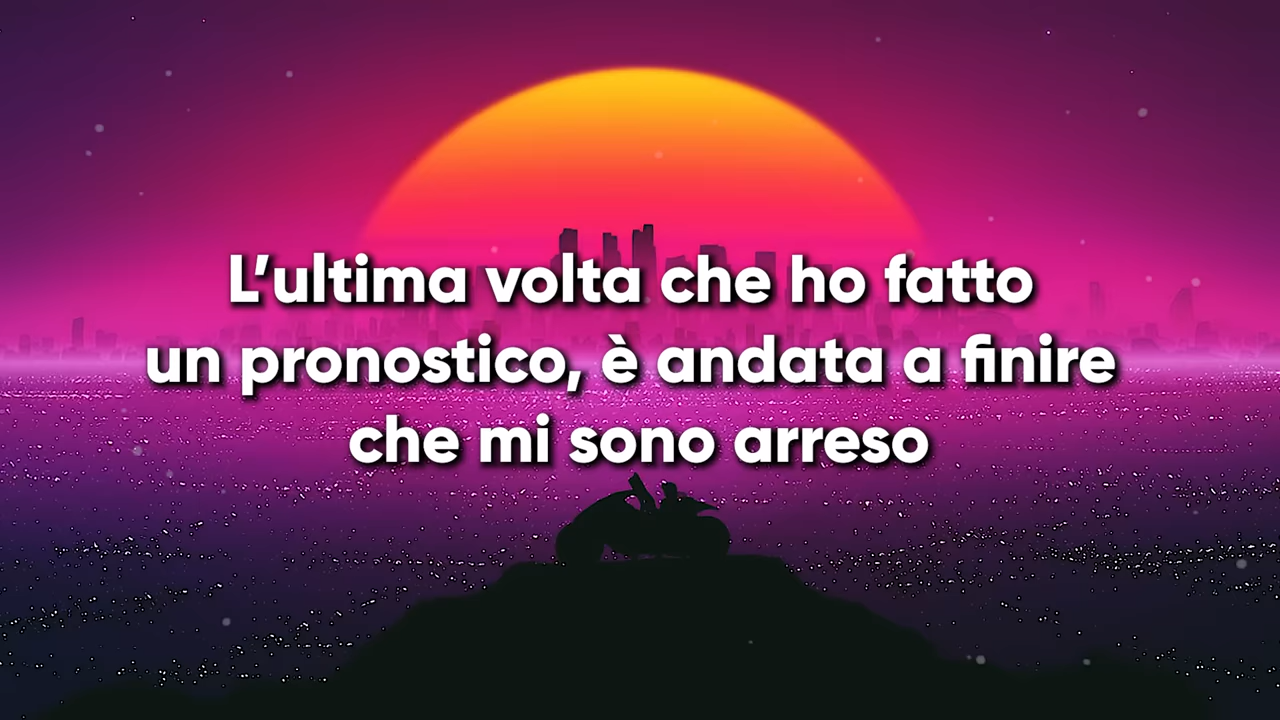 L’ultima volta che ho fatto
un pronostico, è andata a finire
che mi sono arreso